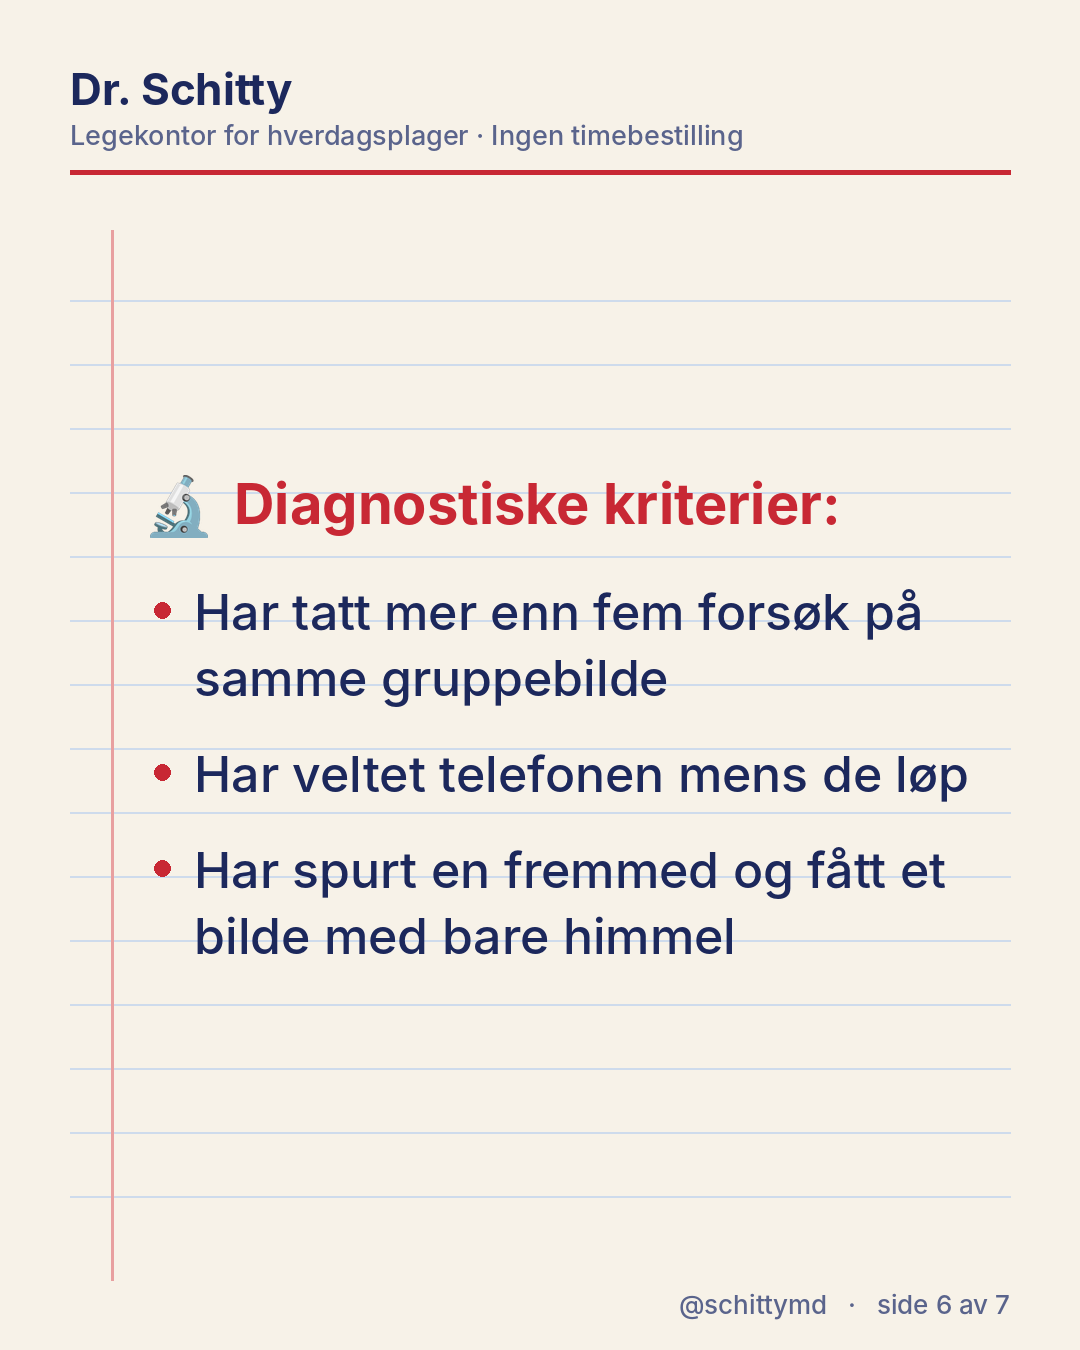 Dr. Schitty
Legekontor for hverdagsplager · Ingen timebestilling
🔬 Diagnostiske kriterier:
• Har tatt mer enn fem forsøk på
samme gruppebilde
• Har veltet telefonen mens de løp
• Har spurt en fremmed og fått et
bilde med bare himmel
@schittymd · side 6 av 7